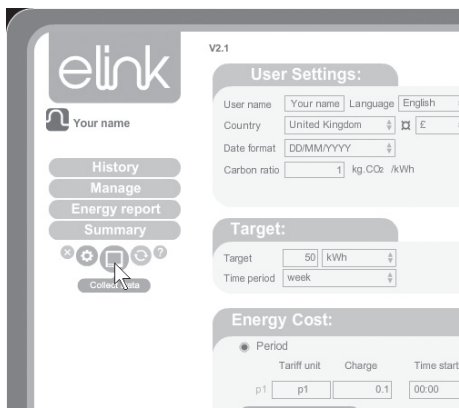 elink
V2.1
Your name
History
Manage
Energy report
Summary
Collect data
User Settings:
User name Your name Language English
Country United Kingdom ¤ £
Date format DD/MM/YYYY
Carbon ratio 1 kg.CO2 /kWh
Target:
Target 50 kWh
Time period week
Energy Cost:
Period
Tariff unit Charge Time start
p1 p1 0.1 00:00